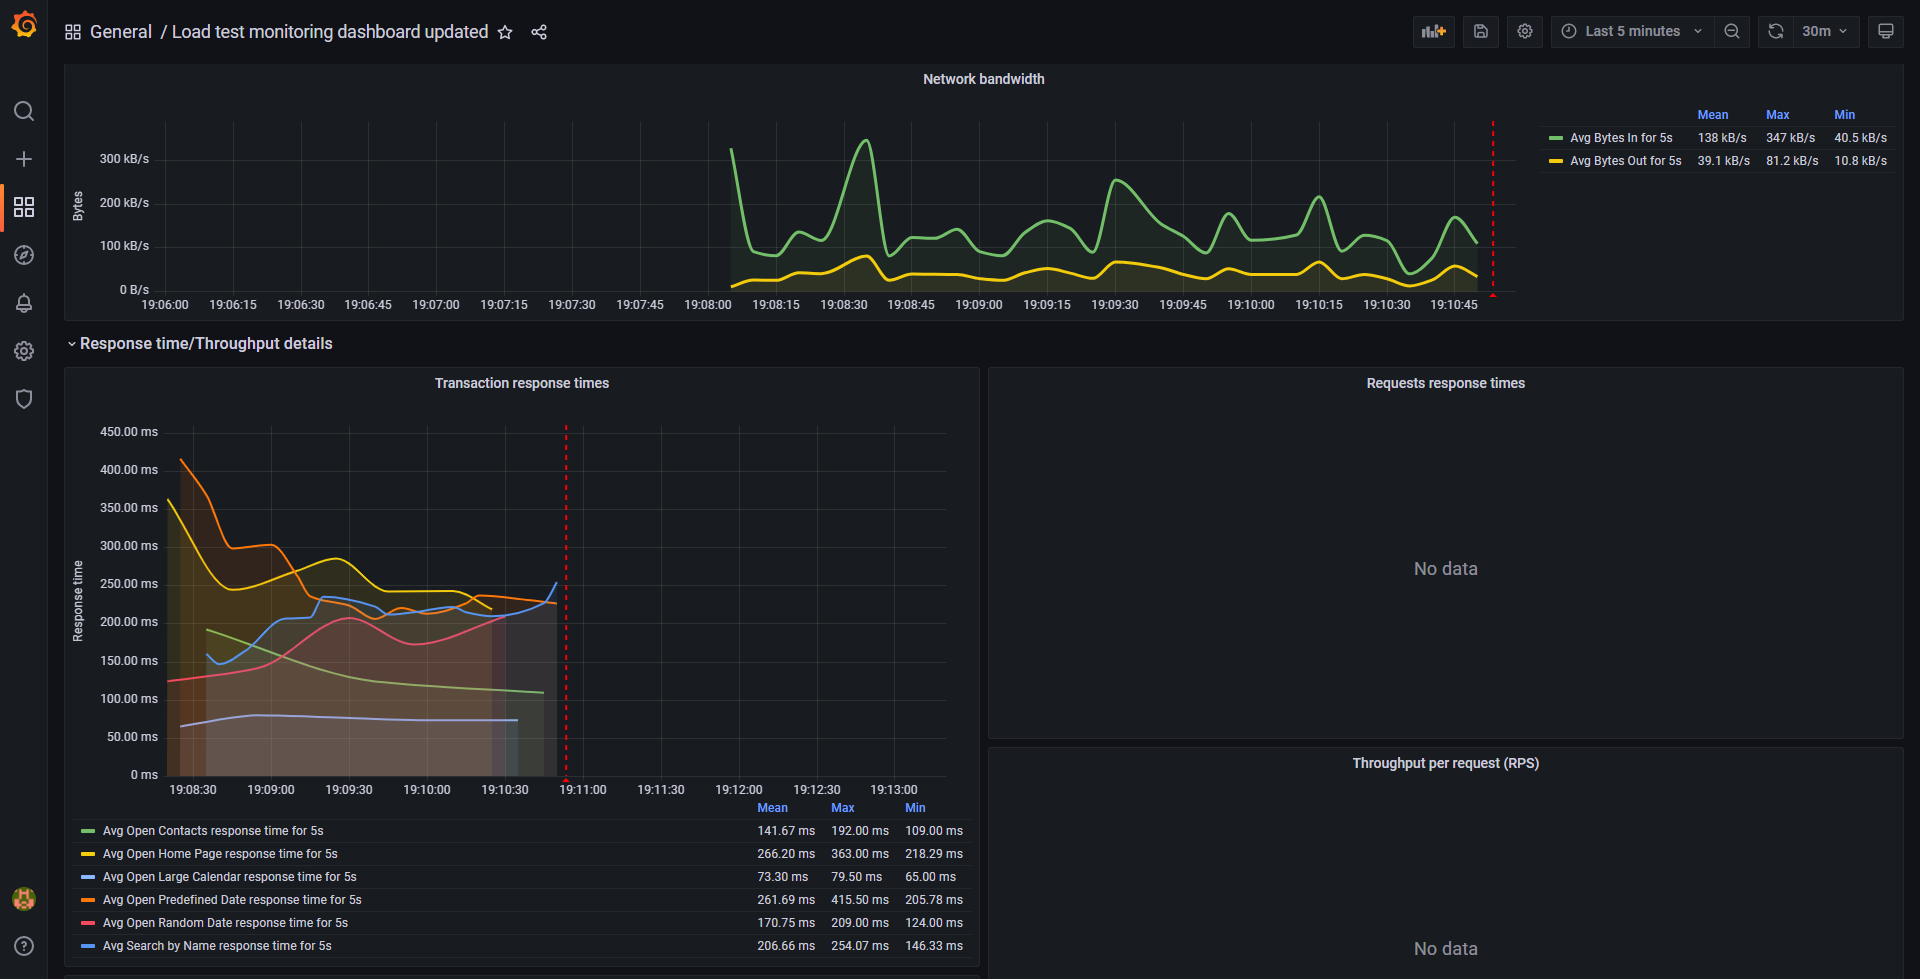 General / Load test monitoring dashboard updated
Last 5 minutes
30m
Network bandwidth
Mean Max Min
Avg Bytes In for 5s 138 kB/s 347 kB/s 40.5 kB/s
Avg Bytes Out for 5s 39.1 kB/s 81.2 kB/s 10.8 kB/s
Bytes
300 kB/s
200 kB/s
100 kB/s
0 B/s
19:06:00 19:06:15 19:06:30 19:06:45 19:07:00 19:07:15 19:07:30 19:07:45 19:08:00 19:08:15 19:08:30 19:08:45 19:09:00 19:09:15 19:09:30 19:09:45 19:10:00 19:10:15 19:10:30 19:10:45
Response time/Throughput details
Transaction response times
Response time
450.00 ms
400.00 ms
350.00 ms
300.00 ms
250.00 ms
200.00 ms
150.00 ms
100.00 ms
50.00 ms
0 ms
19:08:30 19:09:00 19:09:30 19:10:00 19:10:30 19:11:00 19:11:30 19:12:00 19:12:30 19:13:00
Mean Max Min
Avg Open Contacts response time for 5s 141.67 ms 192.00 ms 109.00 ms
Avg Open Home Page response time for 5s 266.20 ms 363.00 ms 218.29 ms
Avg Open Large Calendar response time for 5s 73.30 ms 79.50 ms 65.00 ms
Avg Open Predefined Date response time for 5s 261.69 ms 415.50 ms 205.78 ms
Avg Open Random Date response time for 5s 170.75 ms 209.00 ms 124.00 ms
Avg Search by Name response time for 5s 206.66 ms 254.07 ms 146.33 ms
Requests response times
No data
Throughput per request (RPS)
No data